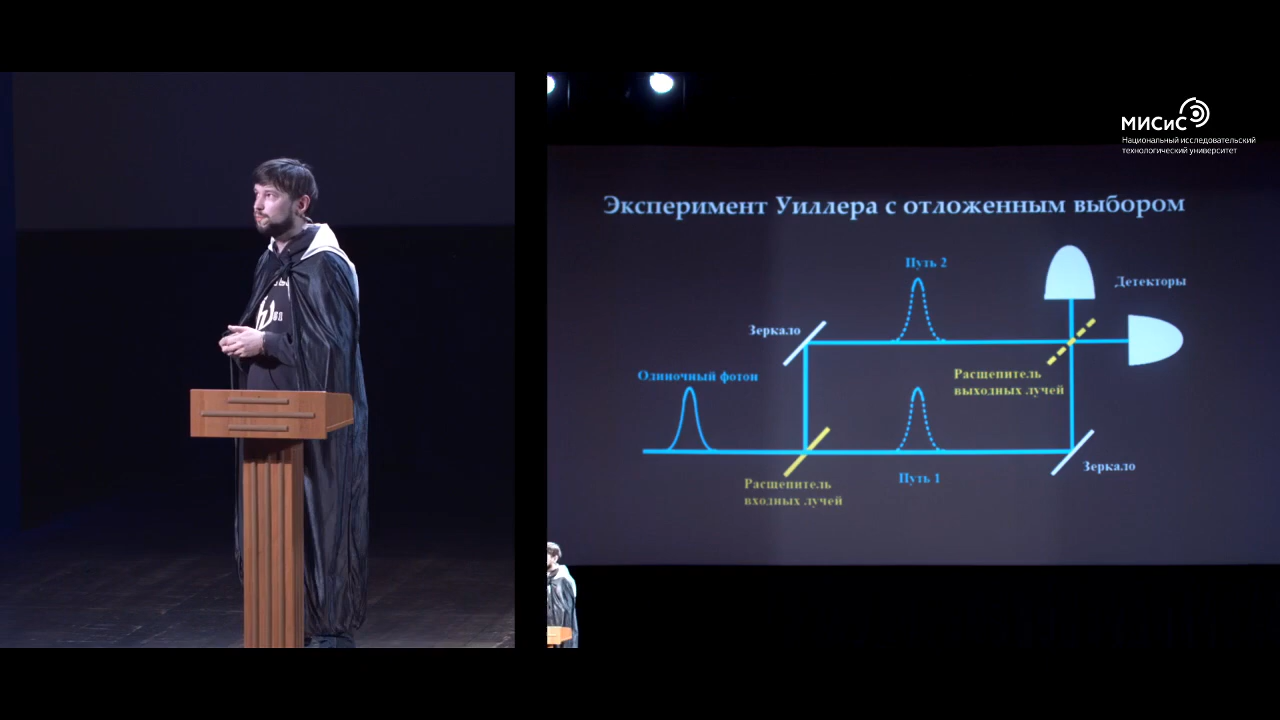 МИСиС
Национальный исследовательский
технологический университет
Эксперимент Уиллера с отложенным выбором
Путь 2
Детекторы
Зеркало
Одиночный фотон
Расщепитель
выходных лучей
Зеркало
Путь 1
Расщепитель
входных лучей